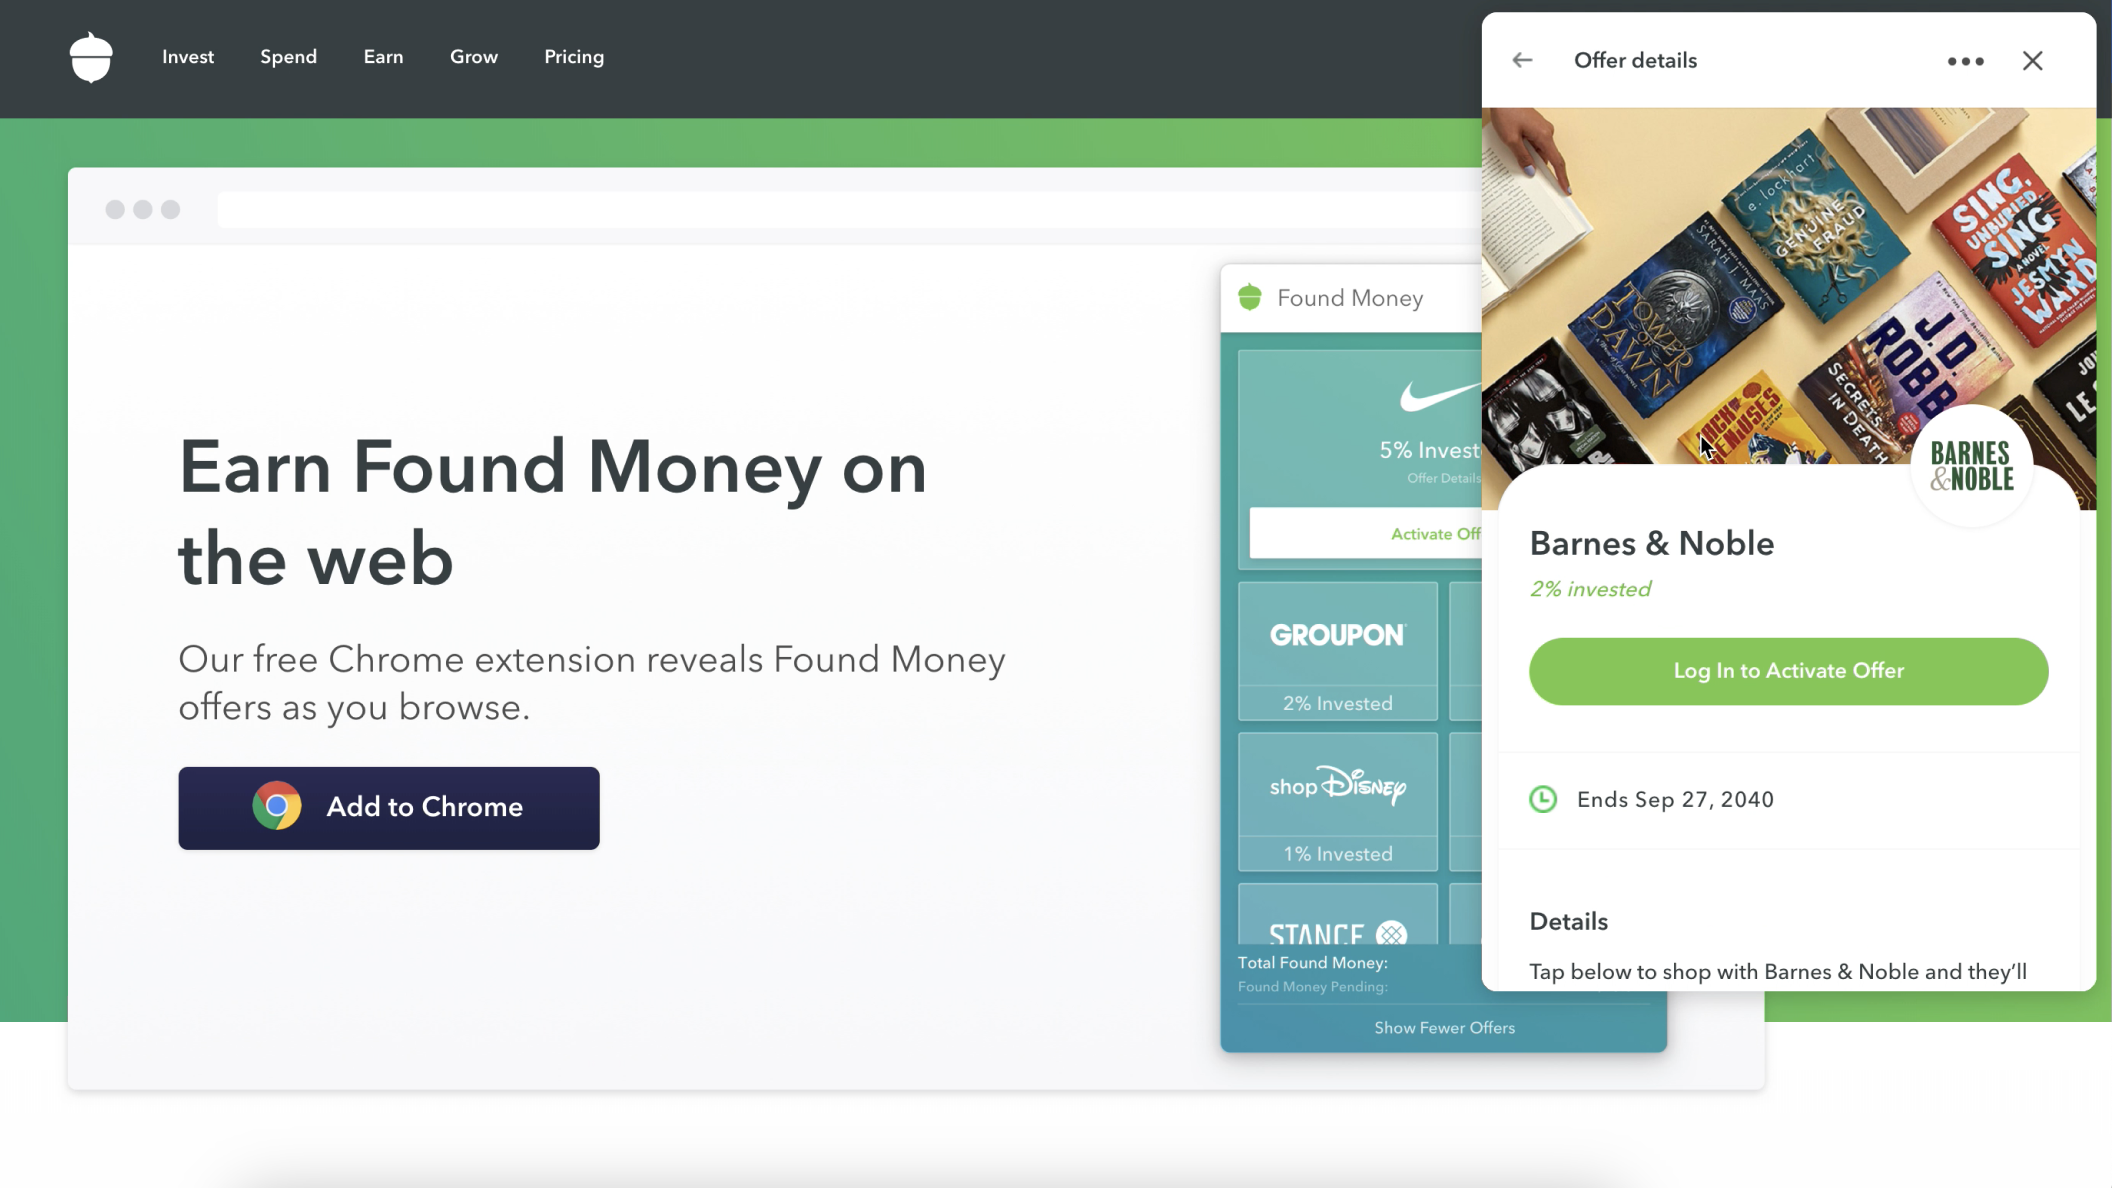 Invest
Spend
Earn
Grow
Pricing
Earn Found Money on
the web
Our free Chrome extension reveals Found Money
offers as you browse.
Add to Chrome
Found Money
5% Invest
Offer Details
Activate Off
GROUPON
2% Invested
shop Disney
1% Invested
STANCE
Total Found Money:
Found Money Pending:
Show Fewer Offers
Offer details
e. lockhart
GENUINE
FRAUD
SING,
UNBURIED,
SING
A NOVEL
JESMYN
WARD
SARAH J. MAAS
TOWER
OF
DAWN
J.D.
ROBB
SECRETS
IN DEATH
JACK
GENIUSES
LE
BARNES
&NOBLE
Barnes & Noble
2% invested
Log In to Activate Offer
Ends Sep 27, 2040
Details
Tap below to shop with Barnes & Noble and they’ll